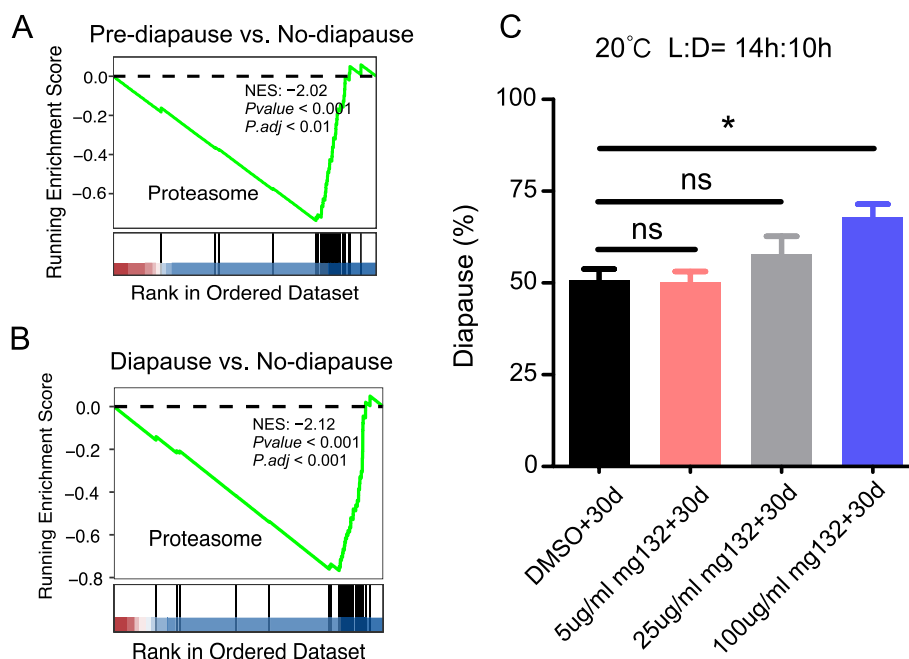 A
Pre-diapause vs. No-diapause
Running Enrichment Score
0.0
−0.2
−0.4
−0.6
NES: −2.02
Pvalue < 0.001
P.adj < 0.01
Proteasome
Rank in Ordered Dataset
B
Diapause vs. No-diapause
Running Enrichment Score
0.0
−0.2
−0.4
−0.6
−0.8
NES: −2.12
Pvalue < 0.001
P.adj < 0.001
Proteasome
Rank in Ordered Dataset
C
20℃ L:D= 14h:10h
Diapause (%)
100
75
50
25
0
*
ns
ns
DMSO+30d
5ug/ml mg132+30d
25ug/ml mg132+30d
100ug/ml mg132+30d